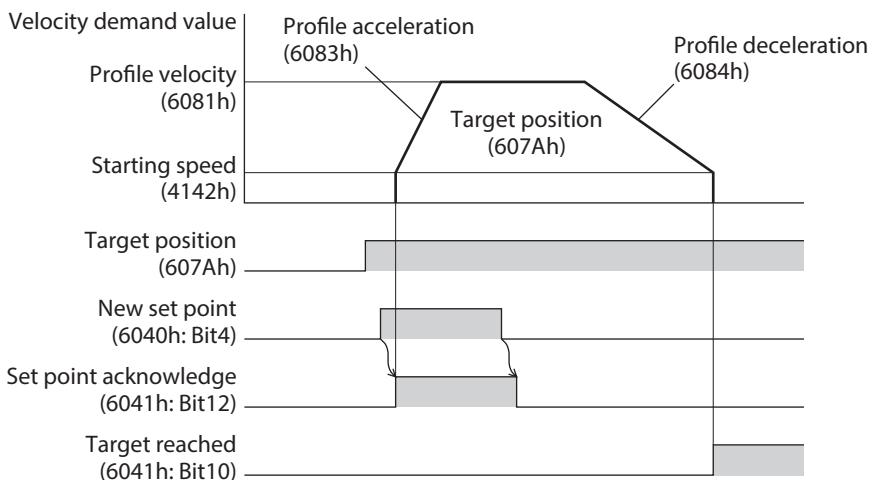 Velocity demand value
Profile acceleration
(6083h)
Profile deceleration
(6084h)
Profile velocity
(6081h)
Target position
(607Ah)
Starting speed
(4142h)
Target position
(607Ah)
New set point
(6040h: Bit4)
Set point acknowledge
(6041h: Bit12)
Target reached
(6041h: Bit10)